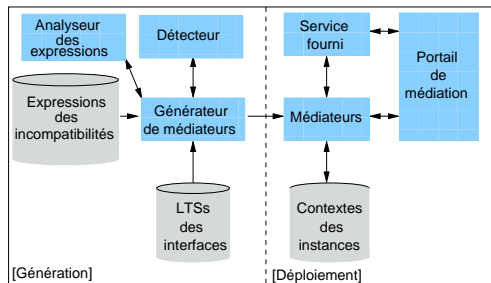 Analyseur
des
expressions
Détecteur
Service
fourni
Portail
de
médiation
Expressions
des
incompatibilités
Générateur
de médiateurs
Médiateurs
LTSs
des
interfaces
Contextes
des
instances
[Génération]
[Déploiement]